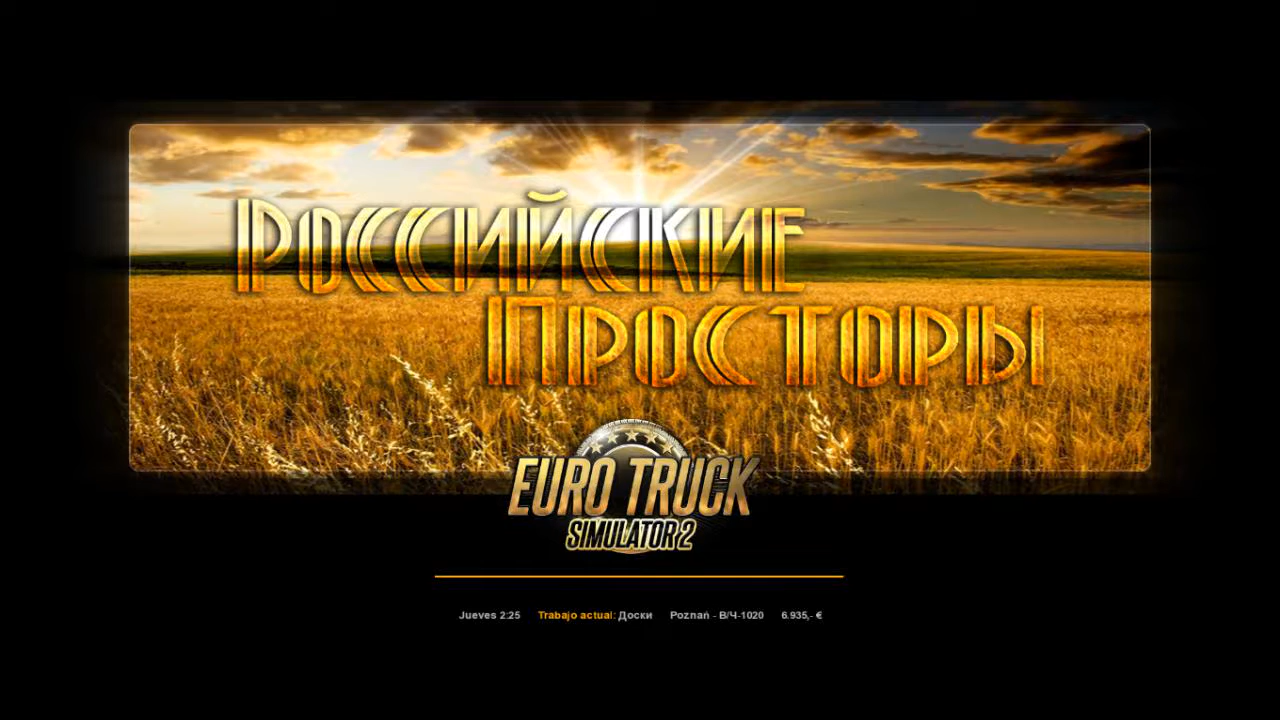 Российские
Просторы
EURO TRUCK
SIMULATOR 2
Jueves 2:25 Trabajo actual: Доски Poznań - В/Ч-1020 6.935,- €